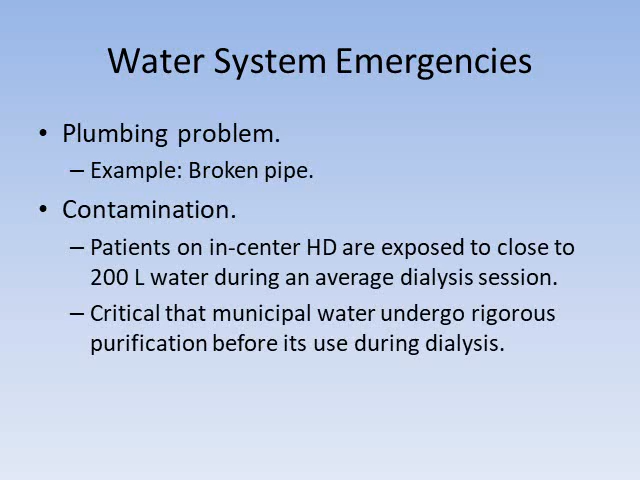 Water System Emergencies
• Plumbing problem.
– Example: Broken pipe.
• Contamination.
– Patients on in-center HD are exposed to close to
200 L water during an average dialysis session.
– Critical that municipal water undergo rigorous
purification before its use during dialysis.